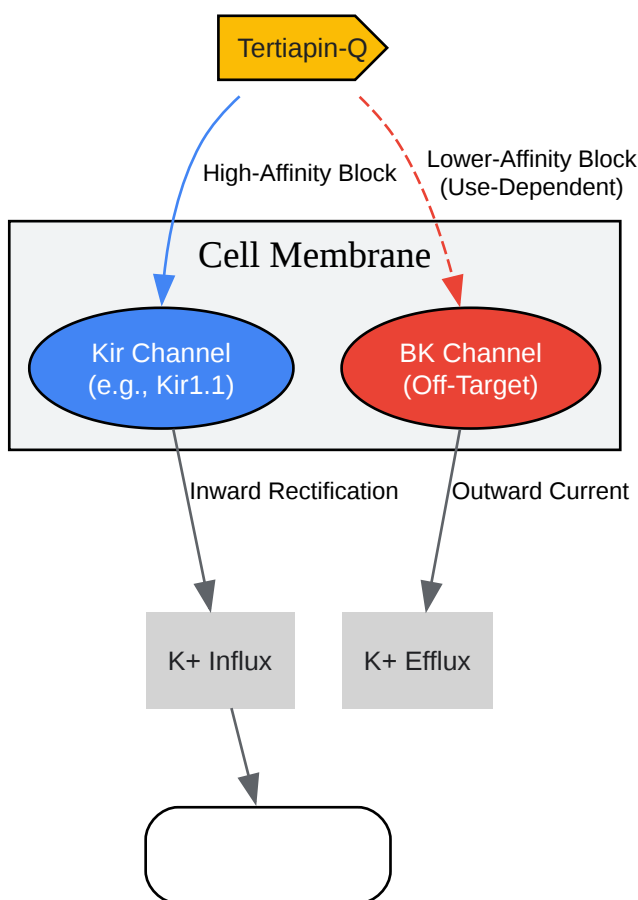 Tertiapin-Q
High-Affinity Block
Lower-Affinity Block
(Use-Dependent)
Cell Membrane
Kir Channel
(e.g., Kir1.1)
BK Channel
(Off-Target)
Inward Rectification
Outward Current
K+ Influx
K+ Efflux